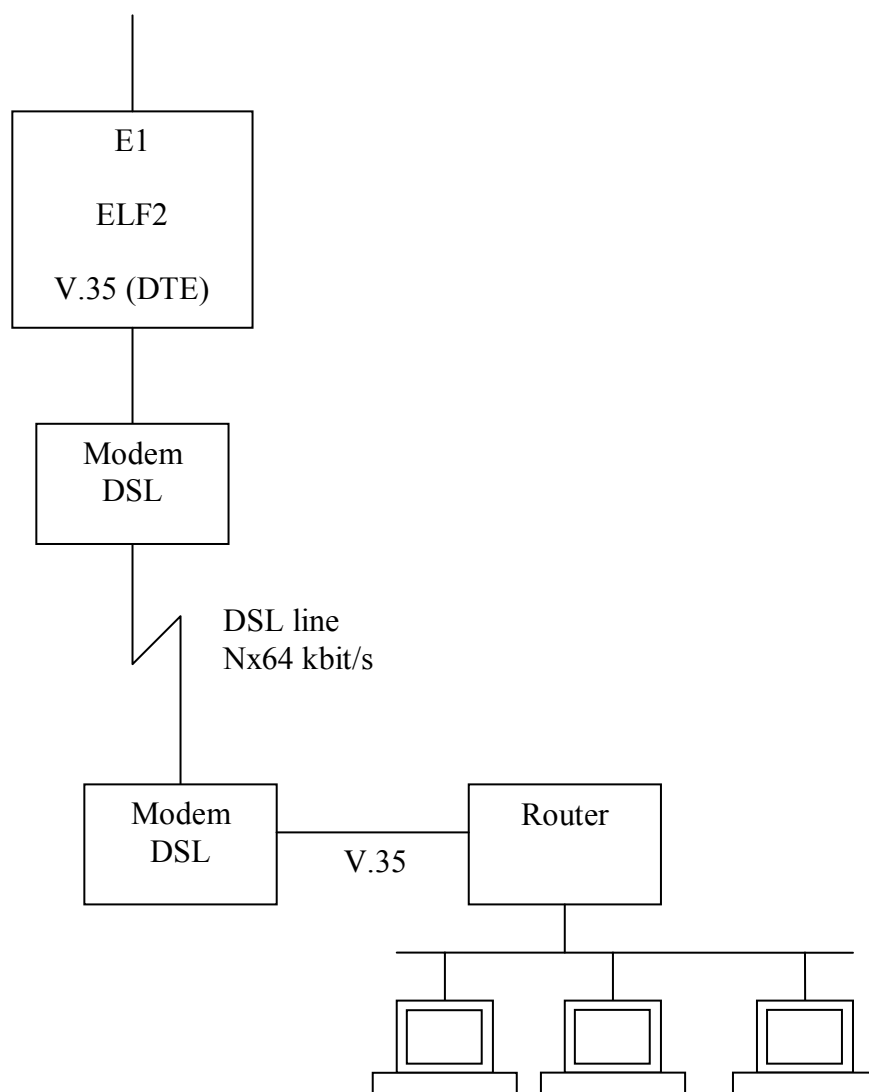 E1
ELF2
V.35 (DTE)
Modem
DSL
DSL line
Nx64 kbit/s
Modem
DSL
V.35
Router